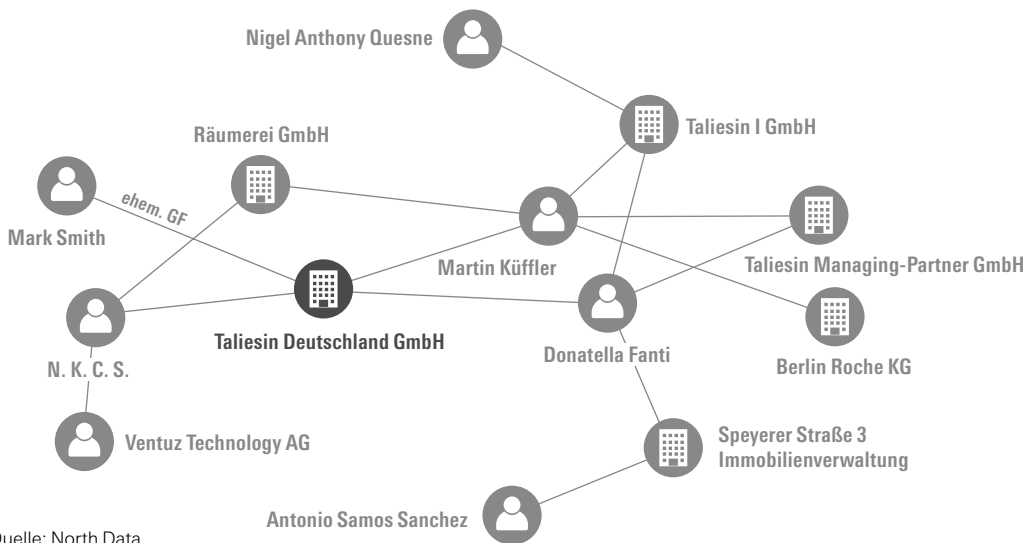 Nigel Anthony Quesne
Taliesin I GmbH
Räumerei GmbH
ehem. GF
Mark Smith
Martin Küffler
Taliesin Managing-Partner GmbH
Taliesin Deutschland GmbH
Donatella Fanti
Berlin Roche KG
N. K. C. S.
Ventuz Technology AG
Speyerer Straße 3
Immobilienverwaltung
Antonio Samos Sanchez
uelle: North Data